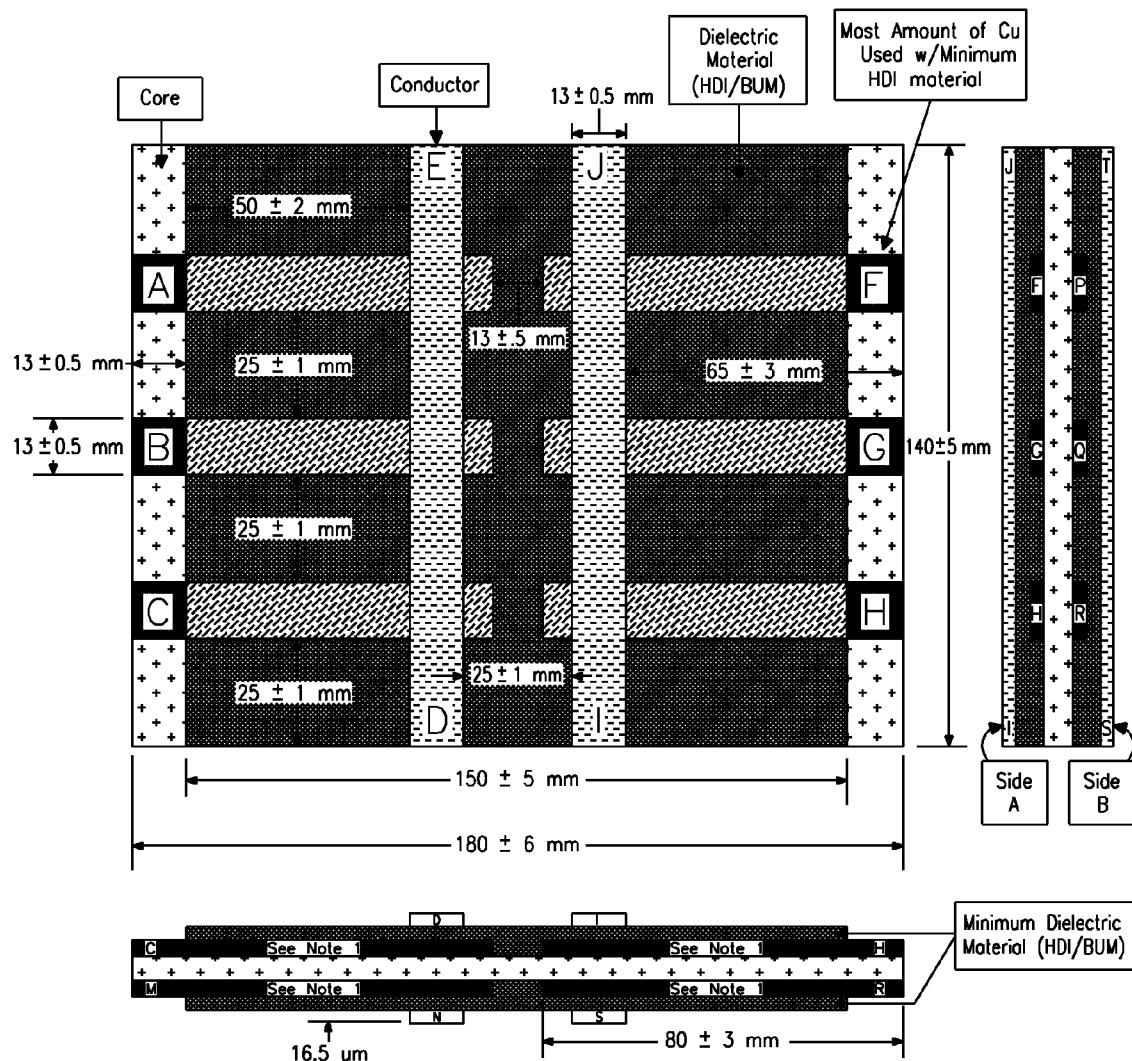 Core
Conductor
Dielectric
Material
(HDI/BUM)
Most Amount of Cu
Used w/Minimum
HDI material
13 ± 0.5 mm
E
J
50 ± 2 mm
A
F
13 ±.5 mm
13 ± 0.5 mm
25 ± 1 mm
65 ± 3 mm
13 ± 0.5 mm
B
G
140±5 mm
25 ± 1 mm
C
H
25 ± 1 mm
25 ± 1 mm
D
I
150 ± 5 mm
180 ± 6 mm
J
T
F
P
G
Q
H
R
I
S
Side
A
Side
B
D
I
C
See Note 1
See Note 1
H
M
See Note 1
See Note 1
R
N
S
16.5 um
80 ± 3 mm
Minimum Dielectric
Material (HDI/BUM)